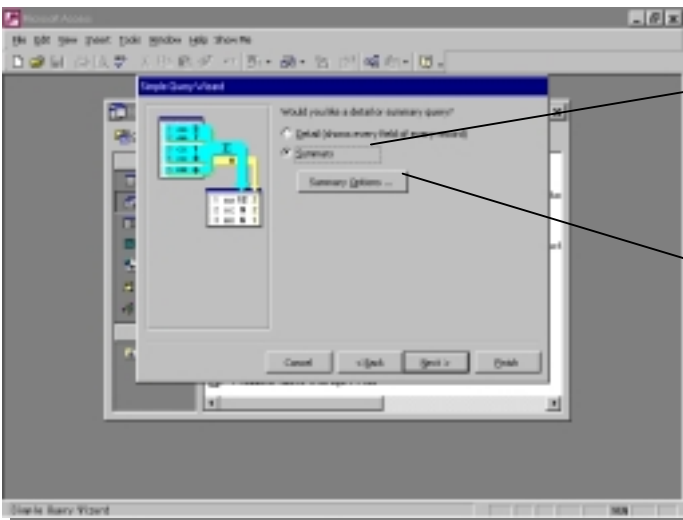 Microsoft Access
File Edit View Insert Tools Window Help Show Me
Simple Query Wizard
Would you like a detail or summary query?
Detail (shows every field of every record)
Summary
Summary Options ...
Cancel
< Back
Next >
Finish
Simple Query Wizard
NUM